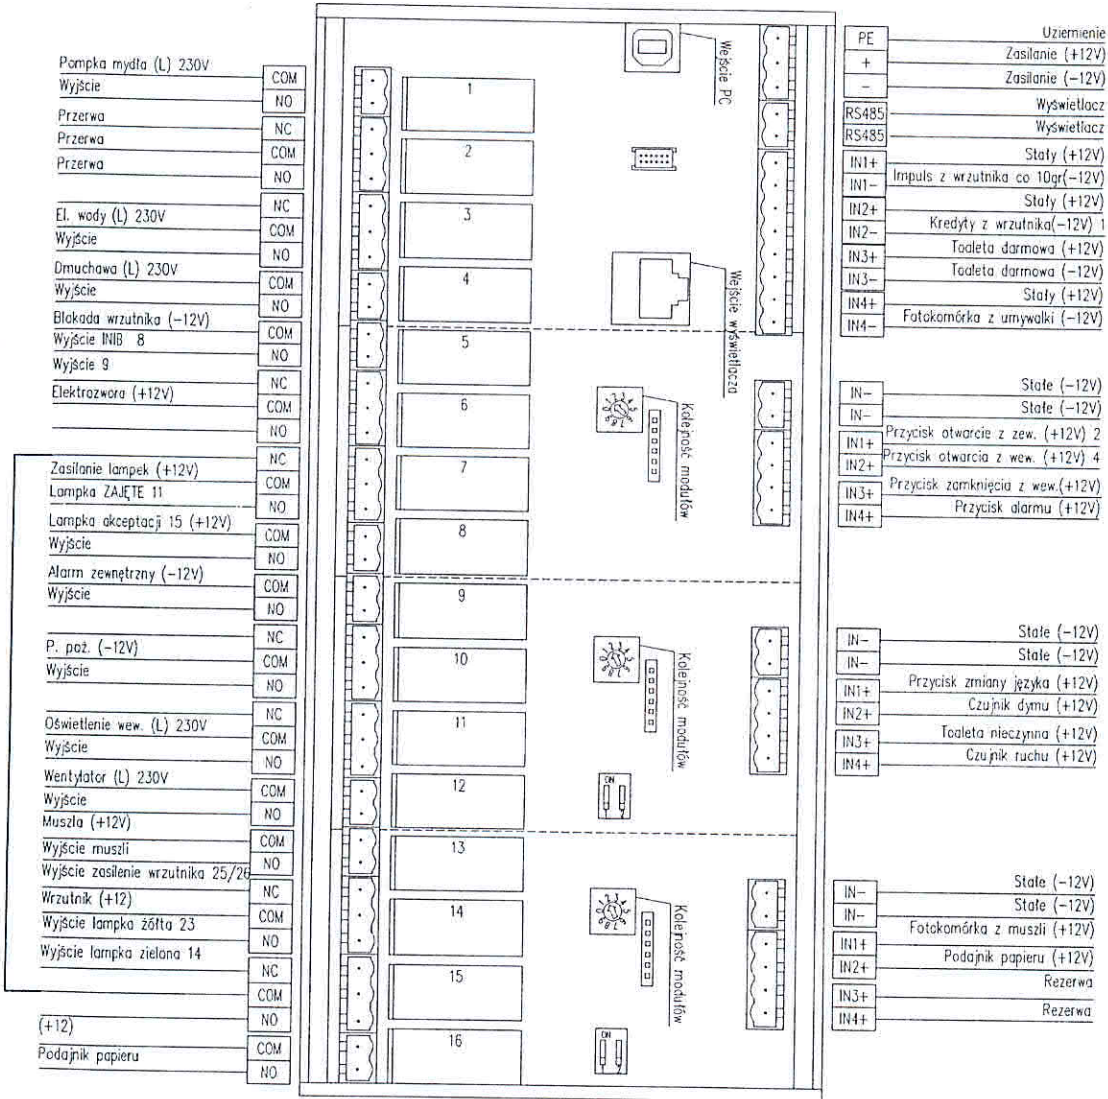 Pompka mydła (L) 230V
COM
Wyjście
NO
NC
Przerwa
COM
Przerwa
NO
Przerwa
NC
El. wody (L) 230V
COM
Wyjście
NO
Dmuchawa (L) 230V
COM
Wyjście
NO
Blokada wrzutnika (-12V)
COM
Wyjście INIB 8
NO
Wyjście 9
NC
Elektrozwora (+12V)
COM
NO
NC
Zasilanie lampek (+12V)
COM
Lampka ZAJĘTE 11
NO
Lampka akceptacji 15 (+12V)
COM
Wyjście
NO
Alarm zewnętrzny (-12V)
COM
Wyjście
NO
NC
P. poż. (-12V)
COM
Wyjście
NO
NC
Oświetlenie wew. (L) 230V
COM
Wyjście
NO
Wentylator (L) 230V
COM
Wyjście
NO
Muszla (+12V)
COM
Wyjście muszli
NO
Wyjście zasilenie wrzutnika 25/26
NC
Wrzutnik (+12)
COM
Wyjście lampka żółta 23
NO
Wyjście lampka zielona 14
NC
COM
NO
(+12)
COM
Podajnik papieru
NO
1
2
3
4
5
6
7
8
9
10
11
12
13
14
15
16
Wejście PC
Wejście wyświetlacza
Kolejność modułów
Kolejność modułów
ON
Kolejność modułów
ON
PE
Uziemienie
+
Zasilanie (+12V)
-
Zasilanie (-12V)
RS485
Wyświetlacz
RS485
Wyświetlacz
IN1+
Stały (+12V)
IN1-
Impuls z wrzutnika co 10gr(-12V)
IN2+
Stały (+12V)
IN2-
Kredyty z wrzutnika(-12V) 1
IN3+
Toaleta darmowa (+12V)
IN3-
Toaleta darmowa (-12V)
IN4+
Stały (+12V)
IN4-
Fotokomórka z umywalki (-12V)
IN-
Stałe (-12V)
IN-
Stałe (-12V)
IN1+
Przycisk otwarcie z zew. (+12V) 2
IN2+
Przycisk otwarcia z wew. (+12V) 4
IN3+
Przycisk zamknięcia z wew.(+12V)
IN4+
Przycisk alarmu (+12V)
IN-
Stałe (-12V)
IN-
Stałe (-12V)
IN1+
Przycisk zmiany języka (+12V)
IN2+
Czujnik dymu (+12V)
IN3+
Toaleta nieczynna (+12V)
IN4+
Czujnik ruchu (+12V)
IN-
Stałe (-12V)
IN-
Stałe (-12V)
IN1+
Fotokomórka z muszli (+12V)
IN2+
Podajnik papieru (+12V)
IN3+
Rezerwa
IN4+
Rezerwa